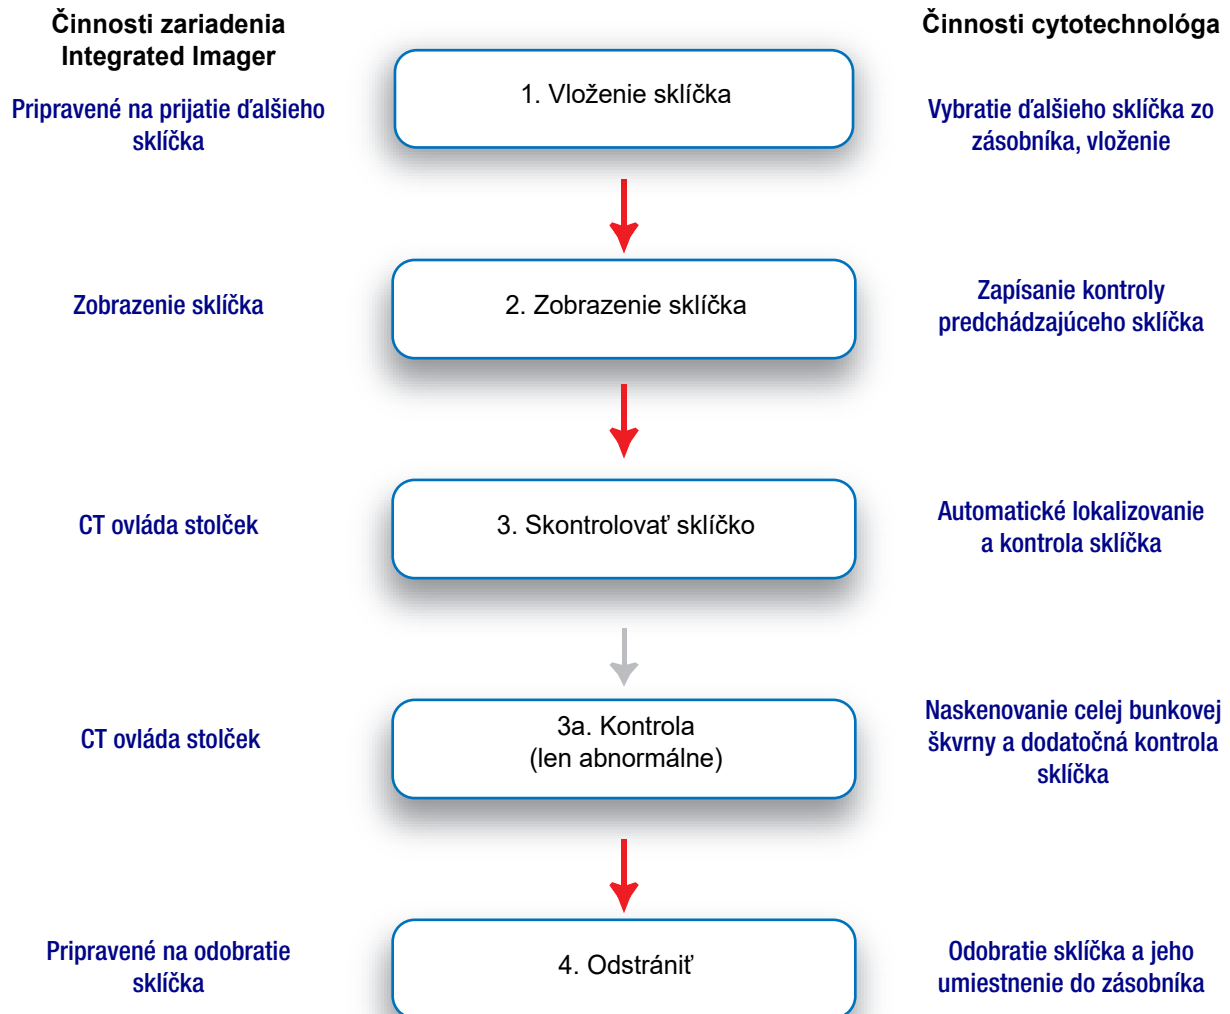 Činnosti zariadenia
Integrated Imager
Činnosti cytotechnológa
Pripravené na prijatie ďalšieho
sklíčka
1. Vloženie sklíčka
Vybratie ďalšieho sklíčka zo
zásobníka, vloženie
Zobrazenie sklíčka
2. Zobrazenie sklíčka
Zapísanie kontroly
predchádzajúceho sklíčka
CT ovláda stolček
3. Skontrolovať sklíčko
Automatické lokalizovanie
a kontrola sklíčka
CT ovláda stolček
3a. Kontrola
(len abnormálne)
Naskenovanie celej bunkovej
škvrny a dodatočná kontrola
sklíčka
Pripravené na odobratie
sklíčka
4. Odstrániť
Odobratie sklíčka a jeho
umiestnenie do zásobníka